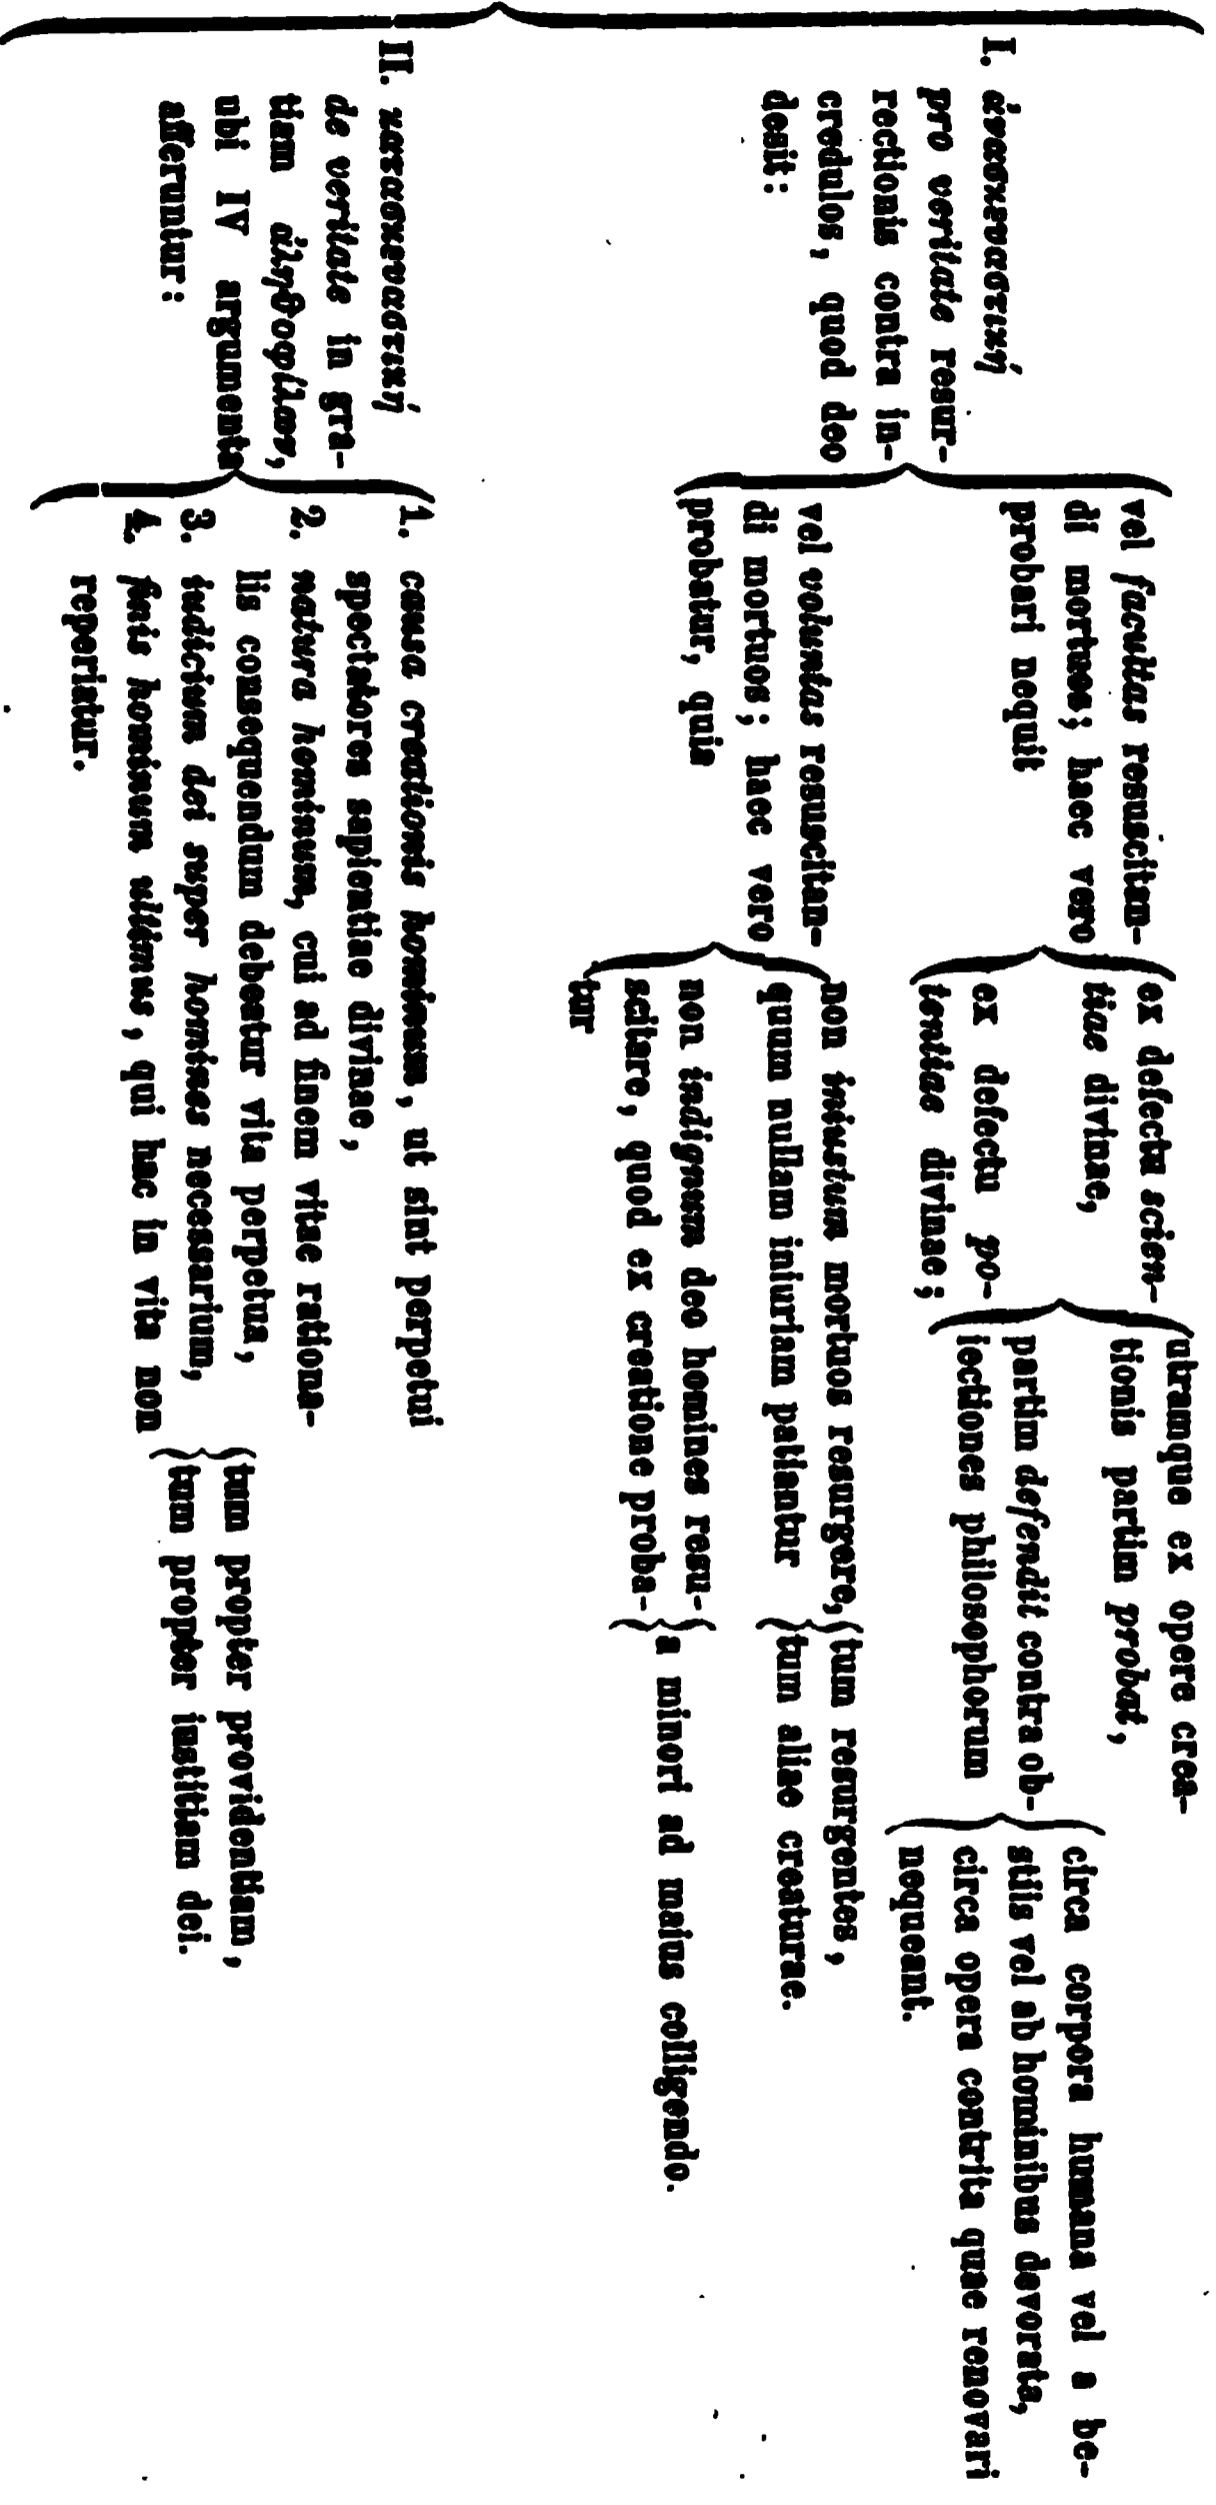 I. ἀπολογουμένη
pro veritate resur-
rectionis contra in-
credulos, quod deo
desit:
vel facultas resuscitan-
di mortuos; haec vero
probari nequit
ex defectu scien-
tiae divinae,
ex defectu po-
tentiae divinae;
utramque ex opere crea-
tionis partim probat,
partim defendit contra ob-
iectiones philosophorum
circa corpora humana vel a be-
stiis vel ab hominibus devorata,
circa opera contrita quae renovari
nequeant.
vel voluntas resuscitan-
di mortuos; haec vero
probatur, quia
non iniustum mortuos resurgere,
quum nullam iniuriam patiantur
tum resurgentes,
tum aliae creaturae.
non indignum deo homines resu-
scitare, quod ex creatione proba-
tur
a minori ad maius colligendo.
II.
de veritate in gra-
tiam
ubi IV argumenta
afferuntur:
1. causa creationis hominum, ut sint perpetui
spectatores sapientiae divinae,
2. natura hominum, cui ad finem vitae rationa-
lis consequendum debeatur vita perpetua,
3. iudicium dei super homines necessarium,
tum propter providentiam,
tum propter iustitiam dei.
4. finis hominum ultimus, qui hac in vita non
reperitur.